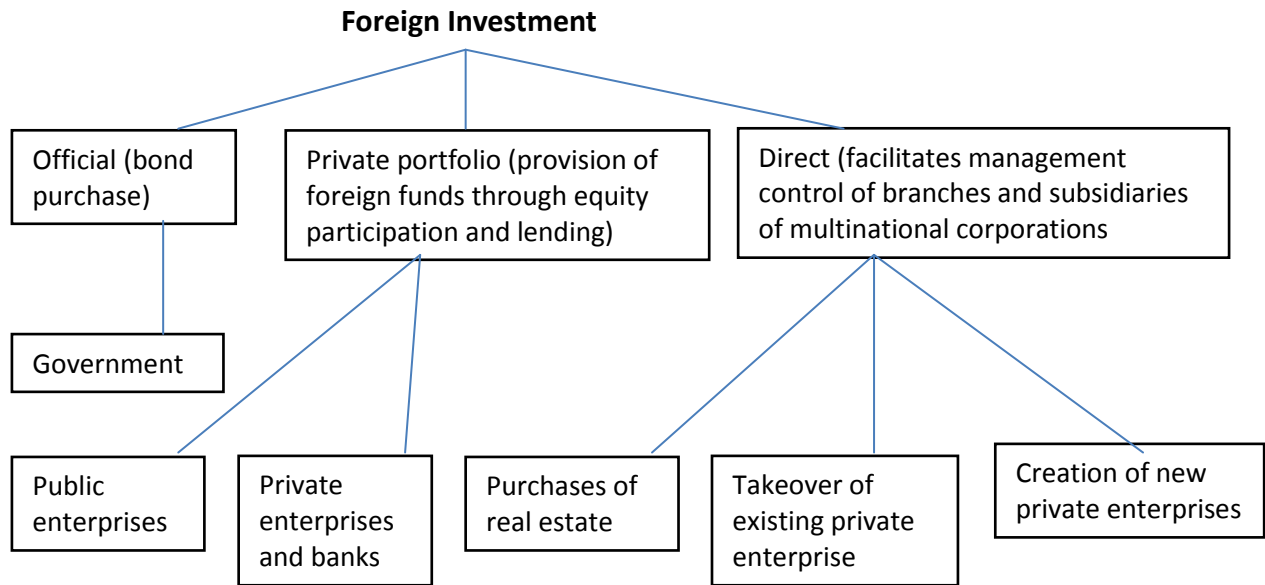 Foreign Investment
Official (bond
purchase)
Private portfolio (provision of
foreign funds through equity
participation and lending)
Direct (facilitates management
control of branches and subsidiaries
of multinational corporations
Government
Public
enterprises
Private
enterprises
and banks
Purchases of
real estate
Takeover of
existing private
enterprise
Creation of new
private enterprises